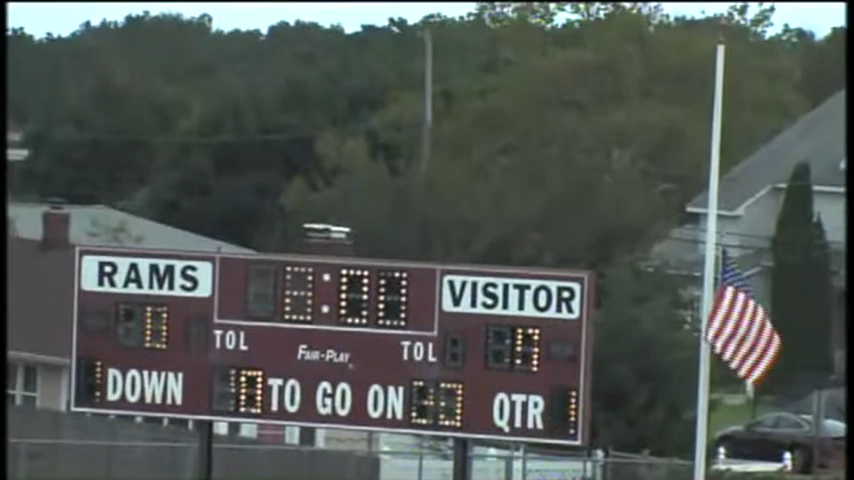 RAMS VISITOR
TOL TOL
FAIR-PLAY
DOWN TO GO ON QTR